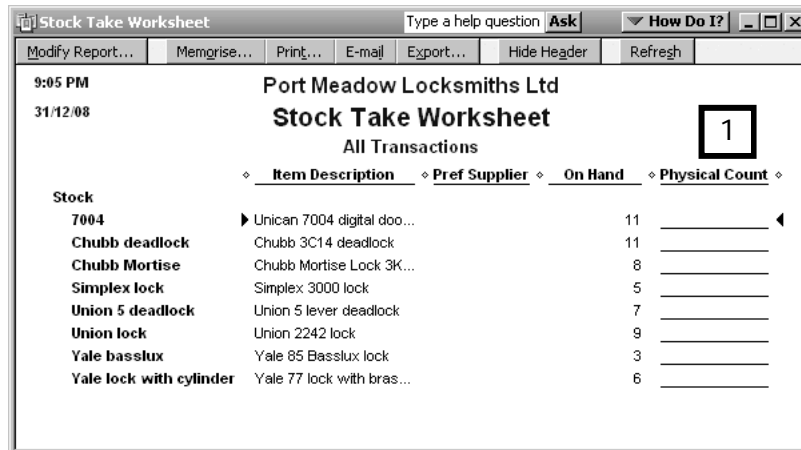 Stock Take Worksheet Type a help question Ask How Do I?
Modify Report... Memorise... Print... E-mail Export... Hide Header Refresh
9:05 PM Port Meadow Locksmiths Ltd
31/12/08 Stock Take Worksheet
1
All Transactions
Item Description Pref Supplier On Hand Physical Count
Stock
7004 Unican 7004 digital doo... 11
Chubb deadlock Chubb 3C14 deadlock 11
Chubb Mortise Chubb Mortise Lock 3K... 8
Simplex lock Simplex 3000 lock 5
Union 5 deadlock Union 5 lever deadlock 7
Union lock Union 2242 lock 9
Yale basslux Yale 85 Basslux lock 3
Yale lock with cylinder Yale 77 lock with bras... 6